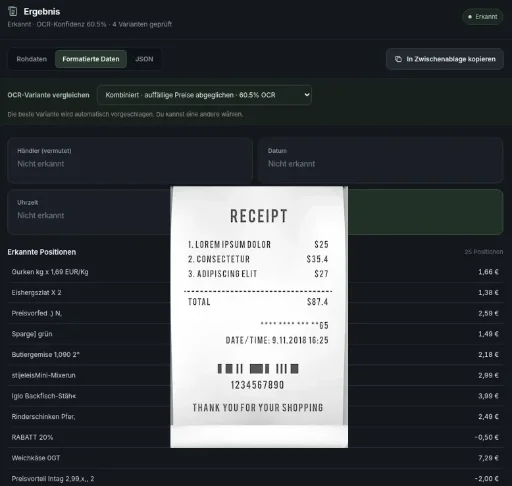 Ergebnis
Erkannt · OCR-Konfidenz 60.5% · 4 Varianten geprüft
Erkannt
Rohdaten
Formatierte Daten
JSON
In Zwischenablage kopieren
OCR-Variante vergleichen
Kombiniert · auffällige Preise abgleichen · 60.5% OCR
Die beste Variante wird automatisch vorgeschlagen. Du kannst eine andere wählen.
Händler (vermutet)
Nicht erkannt
Datum
Nicht erkannt
Uhrzeit
Nicht erkannt
Erkannte Positionen
25 Positionen
Gurken kg x 1,69 EUR/Kg 1,66 €
Eishergszlat X 2 1,38 €
Preisvorfed .) N, 2,59 €
Sparge] grün 1,49 €
Butlergemise 1,090 2" 2,18 €
stijeleisMini-Mixerun 2,99 €
Iglo Backfisch-Stäh« 3,99 €
Rinderschinken Pfer, 2,49 €
RABATT 20% -0,50 €
Weichkäse OGT 7,29 €
Preisvorteil Intag 2,99,x,, 2 -2,00 €
RECEIPT
1. LOREM IPSUM DOLOR $25
2. CONSECTETUR $35.4
3. ADIPISCING ELIT $27
TOTAL $87.4
**** **** *** **65
DATE/TIME: 9.11.2018 16:25
1234567890
THANK YOU FOR YOUR SHOPPING